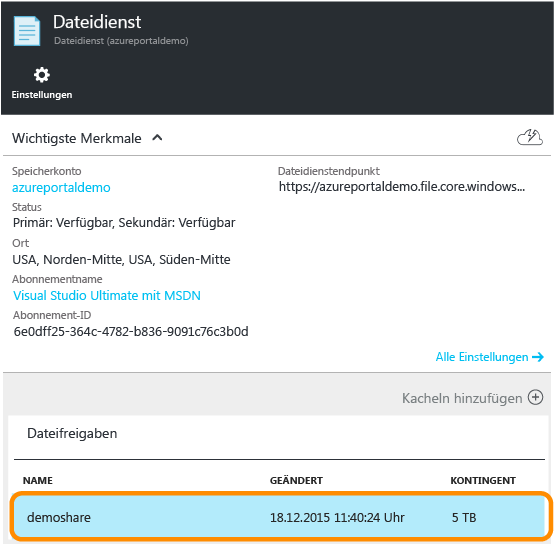 Dateidienst
Dateidienst (azureportaldemo)
Einstellungen
Wichtigste Merkmale
Speicherkonto
azureportaldemo
Status
Primär: Verfügbar, Sekundär: Verfügbar
Ort
USA, Norden-Mitte, USA, Süden-Mitte
Abonnementname
Visual Studio Ultimate mit MSDN
Abonnement-ID
6e0dff25-364c-4782-b836-9091c76c3b0d
Dateidienstendpunkt
https://azureportaldemo.file.core.windows...
Alle Einstellungen
Kacheln hinzufügen
Dateifreigaben
NAME GEÄNDERT KONTINGENT
demoshare 18.12.2015 11:40:24 Uhr 5 TB